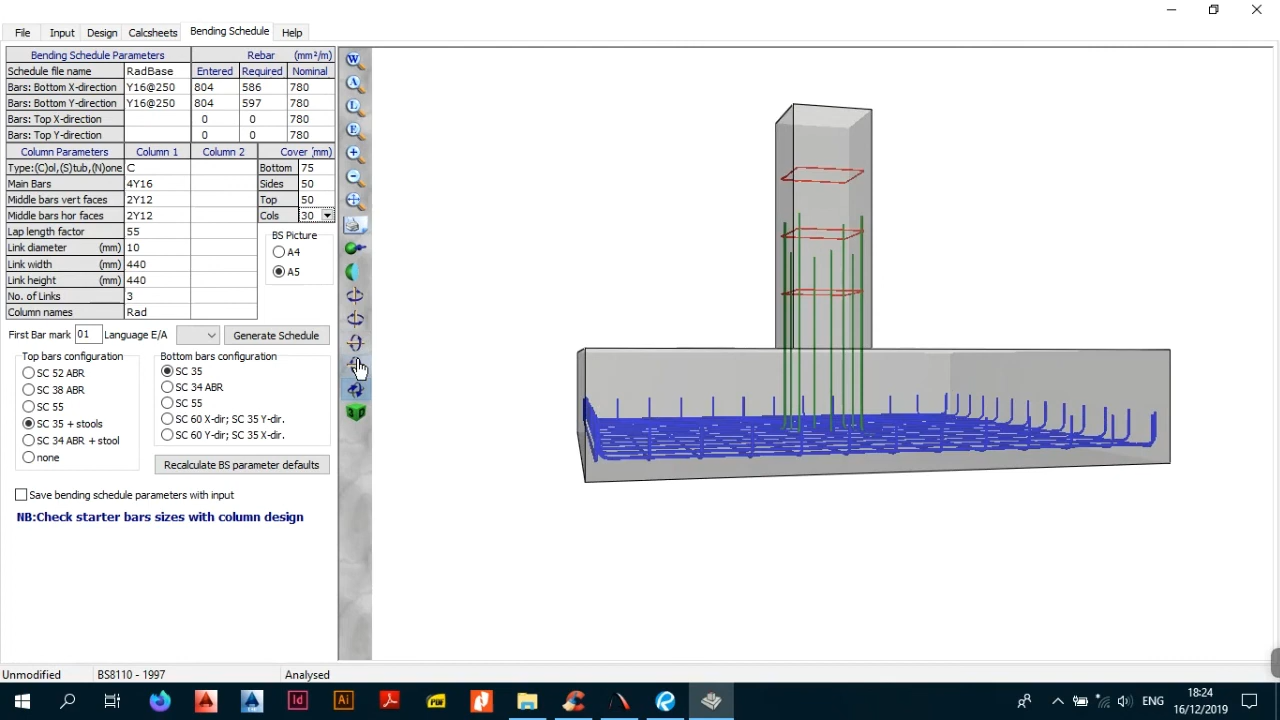 File Input Design Calcsheets Bending Schedule Help
Bending Schedule Parameters Rebar (mm²/m)
Schedule file name RadBase Entered Required Nominal
Bars: Bottom X-direction Y16@250 804 586 780
Bars: Bottom Y-direction Y16@250 804 597 780
Bars: Top X-direction 0 0 780
Bars: Top Y-direction 0 0 780
Column Parameters Column 1 Column 2 Cover (mm)
Type:(C)ol,(S)tub,(N)one C Bottom 75
Main Bars 4Y16 Sides 50
Middle bars vert faces 2Y12 Top 50
Middle bars hor faces 2Y12 Cols 30
Lap length factor 55
BS Picture
Link diameter (mm) 10
A4
Link width (mm) 440
A5
Link height (mm) 440
No. of Links 3
Column names Rad
First Bar mark 01 Language E/A Generate Schedule
Top bars configuration
SC 52 ABR
SC 38 ABR
SC 55
SC 35 + stools
SC 34 ABR + stool
none
Bottom bars configuration
SC 35
SC 34 ABR
SC 55
SC 60 X-dir; SC 35 Y-dir.
SC 60 Y-dir; SC 35 X-dir.
Recalculate BS parameter defaults
Save bending schedule parameters with input
NB:Check starter bars sizes with column design
W
A
L
E
3D
Unmodified BS8110 - 1997 Analysed
Id Ai PDF ENG 18:24
16/12/2019